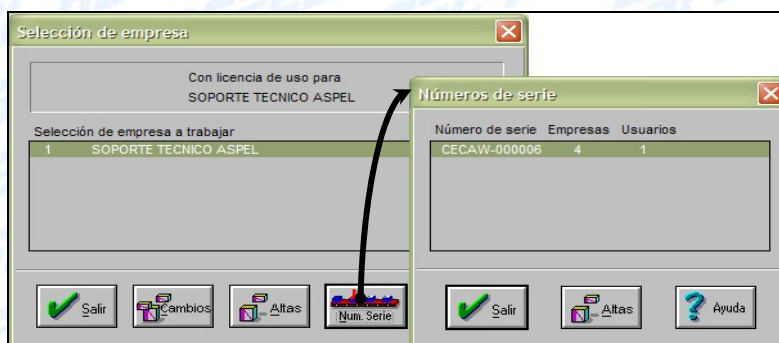 Selección de empresa
Con licencia de uso para
SOPORTE TECNICO ASPEL
Selección de empresa a trabajar
1 SOPORTE TECNICO ASPEL
Salir
Cambios
Altas
Num. Serie
Números de serie
Número de serie Empresas Usuarios
CECAW-000006 4 1
Salir
Altas
Ayuda